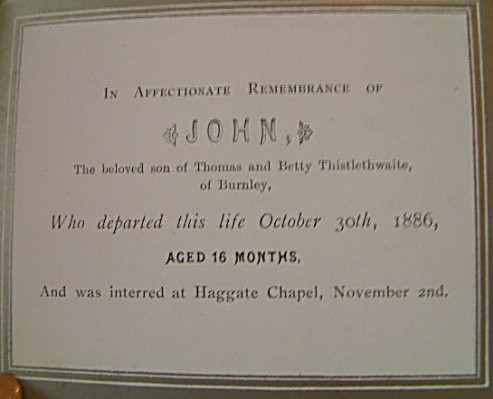 In Affectionate Remembrance of
JOHN,
The beloved son of Thomas and Betty Thistlethwaite,
of Burnley,
Who departed this life October 30th, 1886,
AGED 16 MONTHS,
And was interred at Haggate Chapel, November 2nd.